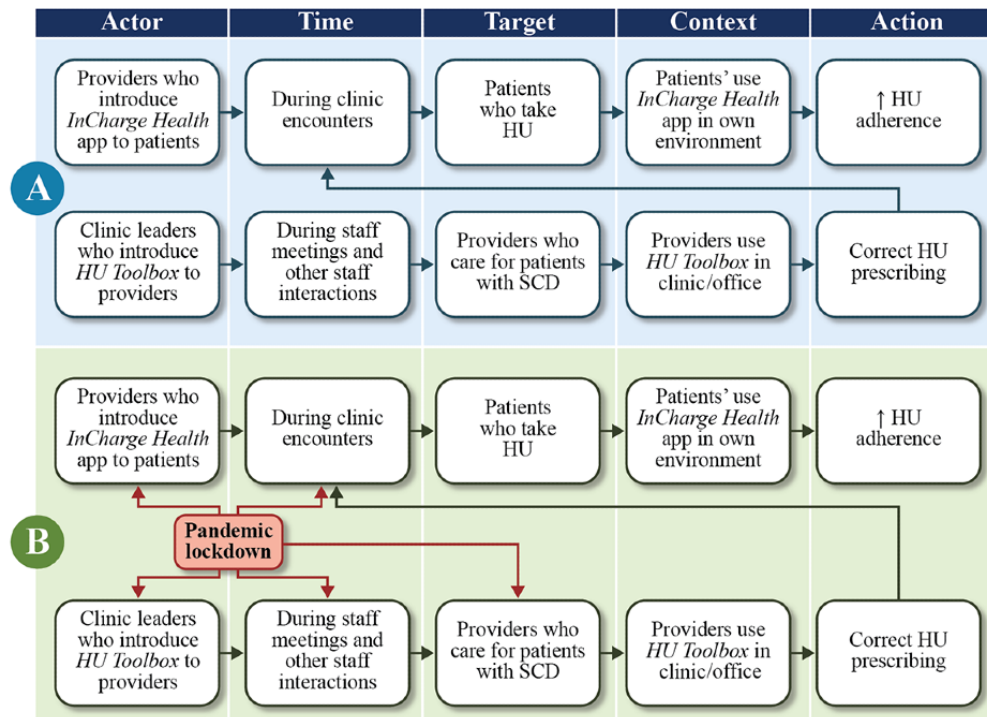 Actor
Time
Target
Context
Action
A
Providers who
introduce
InCharge Health
app to patients
During clinic
encounters
Patients
who take
HU
Patients’ use
InCharge Health
app in own
environment
↑ HU
adherence
Clinic leaders
who introduce
HU Toolbox to
providers
During staff
meetings and
other staff
interactions
Providers who
care for patients
with SCD
Providers use
HU Toolbox in
clinic/office
Correct HU
prescribing
B
Providers who
introduce
InCharge Health
app to patients
During clinic
encounters
Patients
who take
HU
Patients’ use
InCharge Health
app in own
environment
↑ HU
adherence
Pandemic
lockdown
Clinic leaders
who introduce
HU Toolbox to
providers
During staff
meetings and
other staff
interactions
Providers who
care for patients
with SCD
Providers use
HU Toolbox in
clinic/office
Correct HU
prescribing